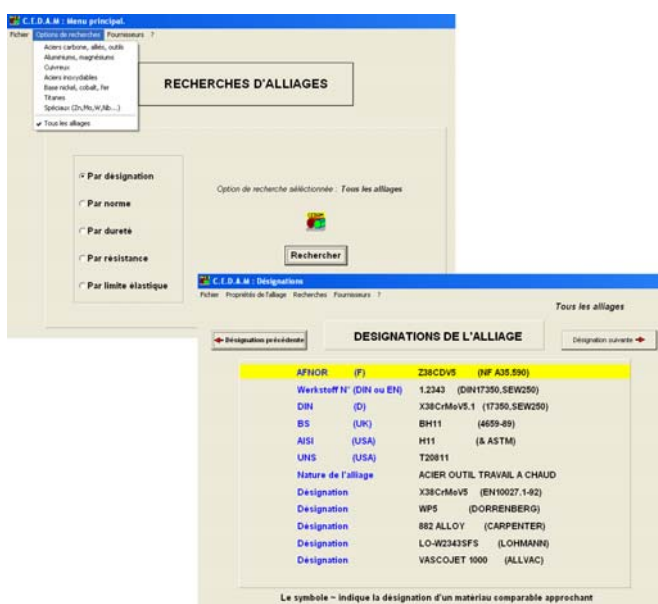 C.E.D.A.M : Menu principal.
Fichier Options de recherches Fournisseurs ?
Aciers carbone, alliés, outils
Aluminiums, magnésiums
Cuivreux
Aciers inoxydables
Base nickel, cobalt, fer
Titanes
Spéciaux (Zn,Mo,W,Nb...)
Tous les alliages
RECHERCHES D'ALLIAGES
Par désignation
Par norme
Par dureté
Par résistance
Par limite élastique
Option de recherche séléctionnée : Tous les alliages
CEDAM
Rechercher
C.E.D.A.M : Désignations
Fichier Propriétés de l'alliage Recherches Fournisseurs ?
Tous les alliages
Désignation précédente
DESIGNATIONS DE L'ALLIAGE
Désignation suivante
AFNOR (F) Z38CDV5 (NF A35.590)
Werkstoff N° (DIN ou EN) 1.2343 (DIN17350,SEW250)
DIN (D) X38CrMoV5.1 (17350,SEW250)
BS (UK) BH11 (4659-89)
AISI (USA) H11 (& ASTM)
UNS (USA) T20811
Nature de l'alliage ACIER OUTIL TRAVAIL A CHAUD
Désignation X38CrMoV5 (EN10027.1-92)
Désignation WP5 (DORRENBERG)
Désignation 882 ALLOY (CARPENTER)
Désignation LO-W2343SFS (LOHMANN)
Désignation VASCOJET 1000 (ALLVAC)
Le symbole ~ indique la désignation d'un matériau comparable approchant